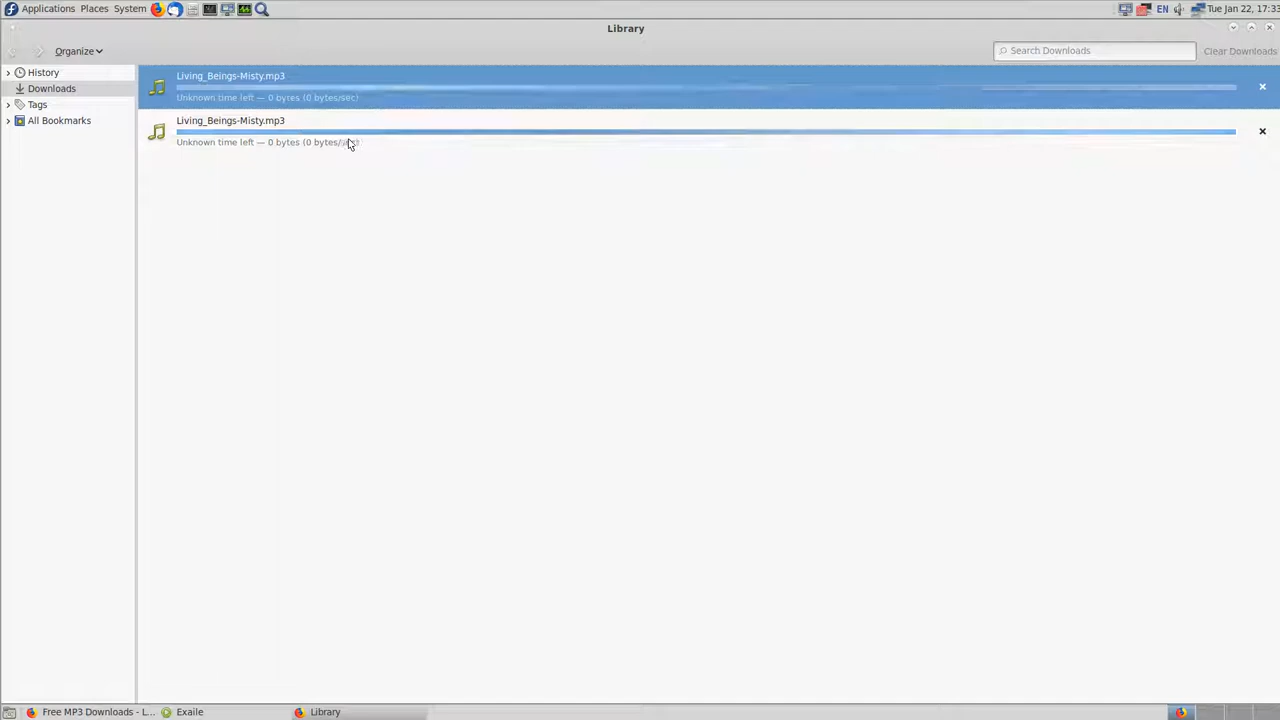 Applications Places System EN Tue Jan 22, 17:33
Library
Organize Search Downloads Clear Downloads
History
Downloads
Tags
All Bookmarks
Living_Beings-Misty.mp3
Unknown time left — 0 bytes (0 bytes/sec)
Living_Beings-Misty.mp3
Unknown time left — 0 bytes (0 bytes/
Free MP3 Downloads - L... Exaile Library